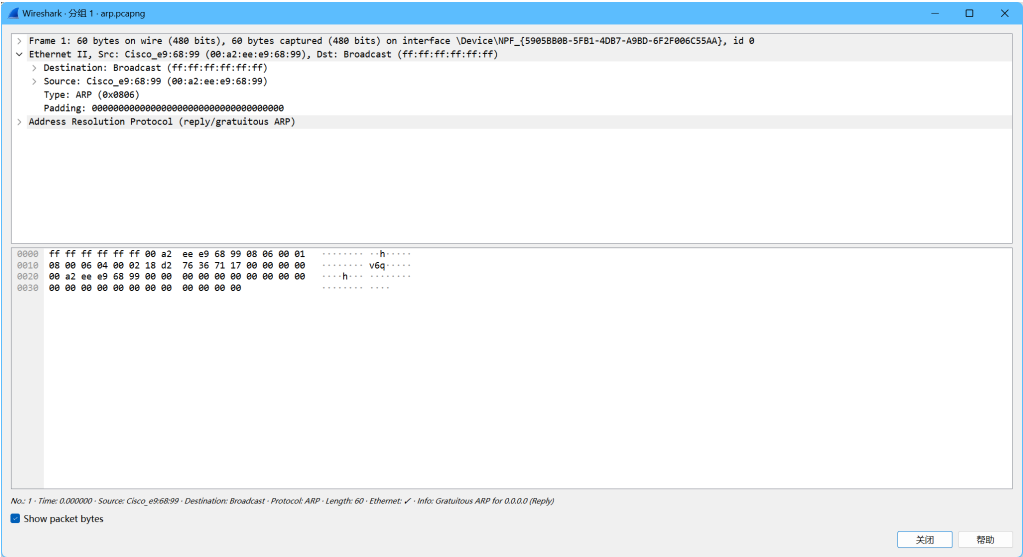 Wireshark · 分组 1 · arp.pcapng
Frame 1: 60 bytes on wire (480 bits), 60 bytes captured (480 bits) on interface \Device\NPF_{5905BB0B-5FB1-4DB7-A9BD-6F2F006C55AA}, id 0
Ethernet II, Src: Cisco_e9:68:99 (00:a2:ee:e9:68:99), Dst: Broadcast (ff:ff:ff:ff:ff:ff)
Destination: Broadcast (ff:ff:ff:ff:ff:ff)
Source: Cisco_e9:68:99 (00:a2:ee:e9:68:99)
Type: ARP (0x0806)
Padding: 000000000000000000000000000000000000
Address Resolution Protocol (reply/gratuitous ARP)
0000 ff ff ff ff ff ff 00 a2 ee e9 68 99 08 06 00 01 ········ ··h·····
0010 08 00 06 04 00 02 18 d2 76 36 71 17 00 00 00 00 ········ v6q·····
0020 00 a2 ee e9 68 99 00 00 00 00 00 00 00 00 00 00 ····h··· ········
0030 00 00 00 00 00 00 00 00 00 00 00 00 ········ ····
No.: 1 · Time: 0.000000 · Source: Cisco_e9:68:99 · Destination: Broadcast · Protocol: ARP · Length: 60 · Ethernet: ✓ · Info: Gratuitous ARP for 0.0.0.0 (Reply)
Show packet bytes
关闭 帮助